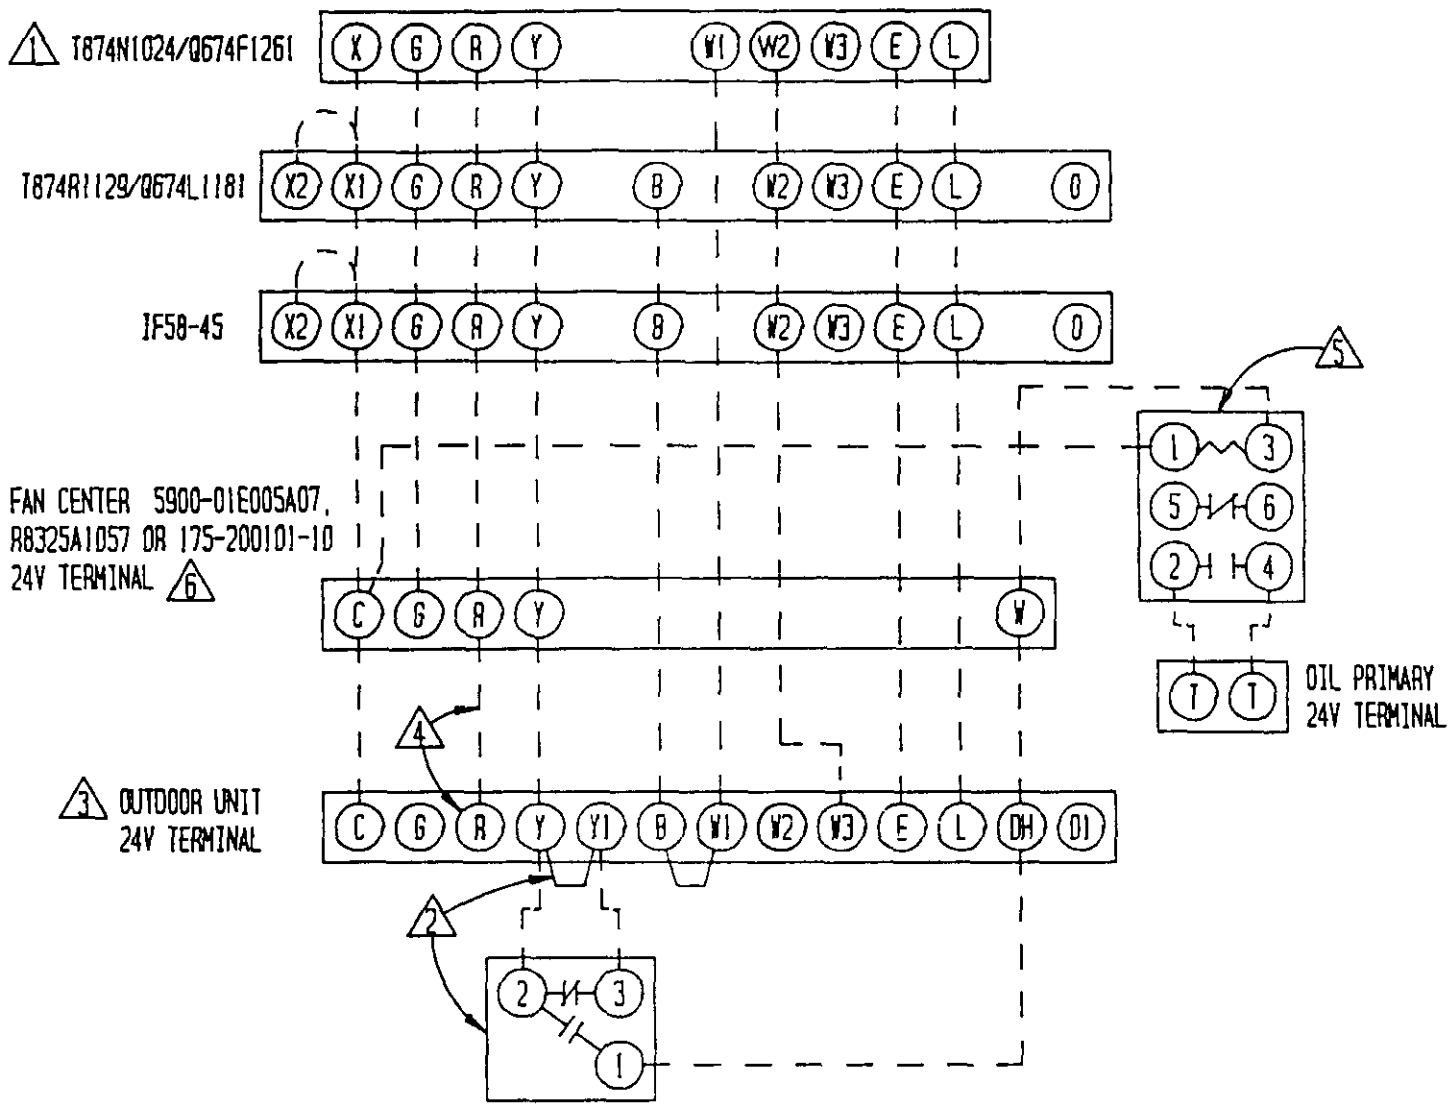 1 T874N1024/Q674F1261 X G R Y W1 W2 W3 E L
T874R1129/Q674L1181 X2 X1 G R Y B W2 W3 E L O
IF58-45 X2 X1 G R Y B W2 W3 E L O
5
1 3
5 6
2 4
FAN CENTER 5900-01E005A07,
R8325A1057 OR 175-200101-10
24V TERMINAL 6
C G R Y W
T T
OIL PRIMARY
24V TERMINAL
4
3 OUTDOOR UNIT
24V TERMINAL
C G R Y Y1 B W1 W2 W3 E L DH 01
2
2 3
1